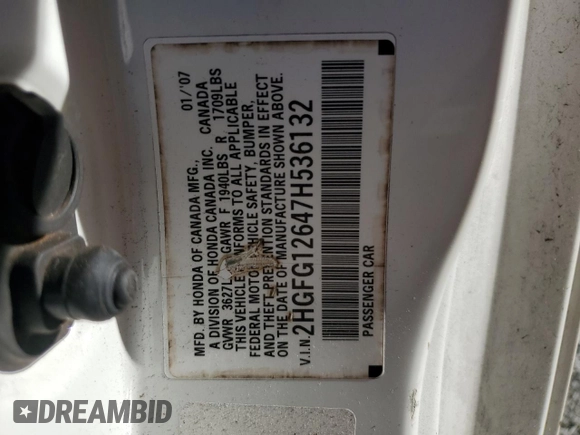 MFD. BY HONDA OF CANADA MFG., 01/'07
A DIVISION OF HONDA CANADA INC. CANADA
GVWR 3627L GAWR F 1940LBS R 1709LBS
THIS VEHICLE CONFORMS TO ALL APPLICABLE
FEDERAL MOTOR VEHICLE SAFETY, BUMPER,
AND THEFT PREVENTION STANDARDS IN EFFECT
ON THE DATE OF MANUFACTURE SHOWN ABOVE.
V.I.N. 2HGFG12647H536132
PASSENGER CAR
DREAMBID